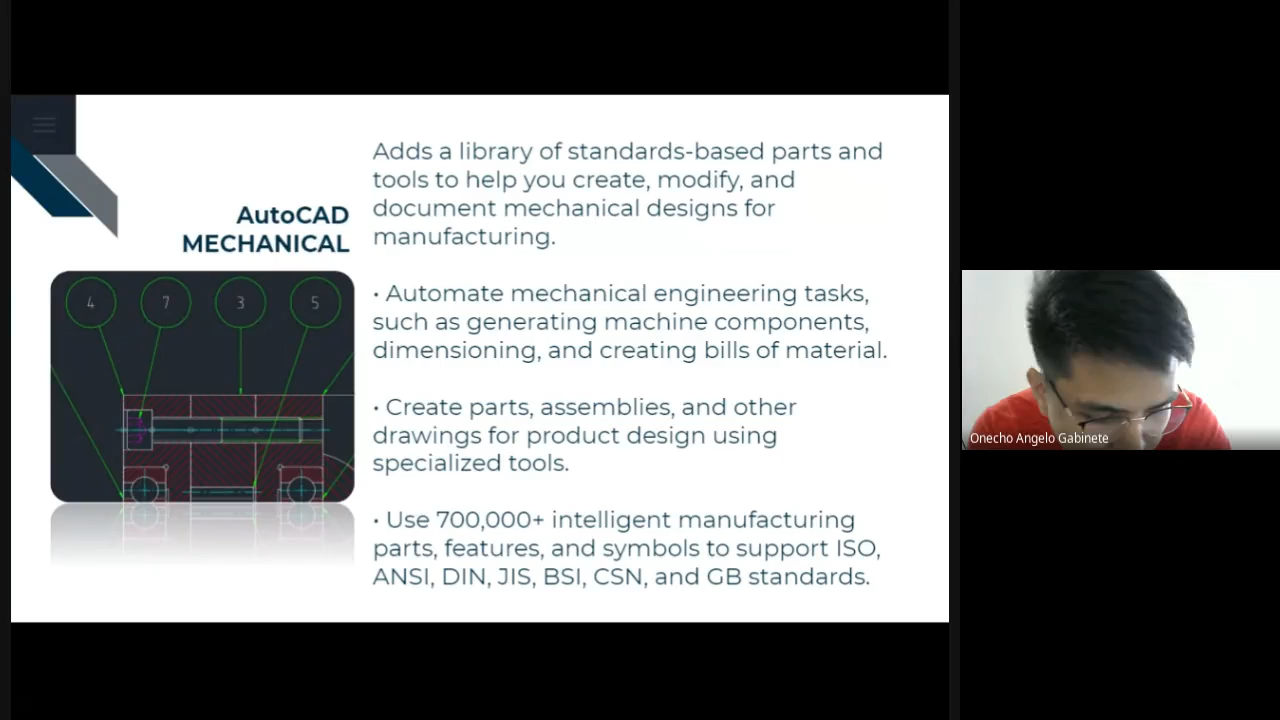 AutoCAD
MECHANICAL
4 7 3 5
Adds a library of standards-based parts and
tools to help you create, modify, and
document mechanical designs for
manufacturing.
• Automate mechanical engineering tasks,
such as generating machine components,
dimensioning, and creating bills of material.
• Create parts, assemblies, and other
drawings for product design using
specialized tools.
• Use 700,000+ intelligent manufacturing
parts, features, and symbols to support ISO,
ANSI, DIN, JIS, BSI, CSN, and GB standards.
Onecho Angelo Gabinete